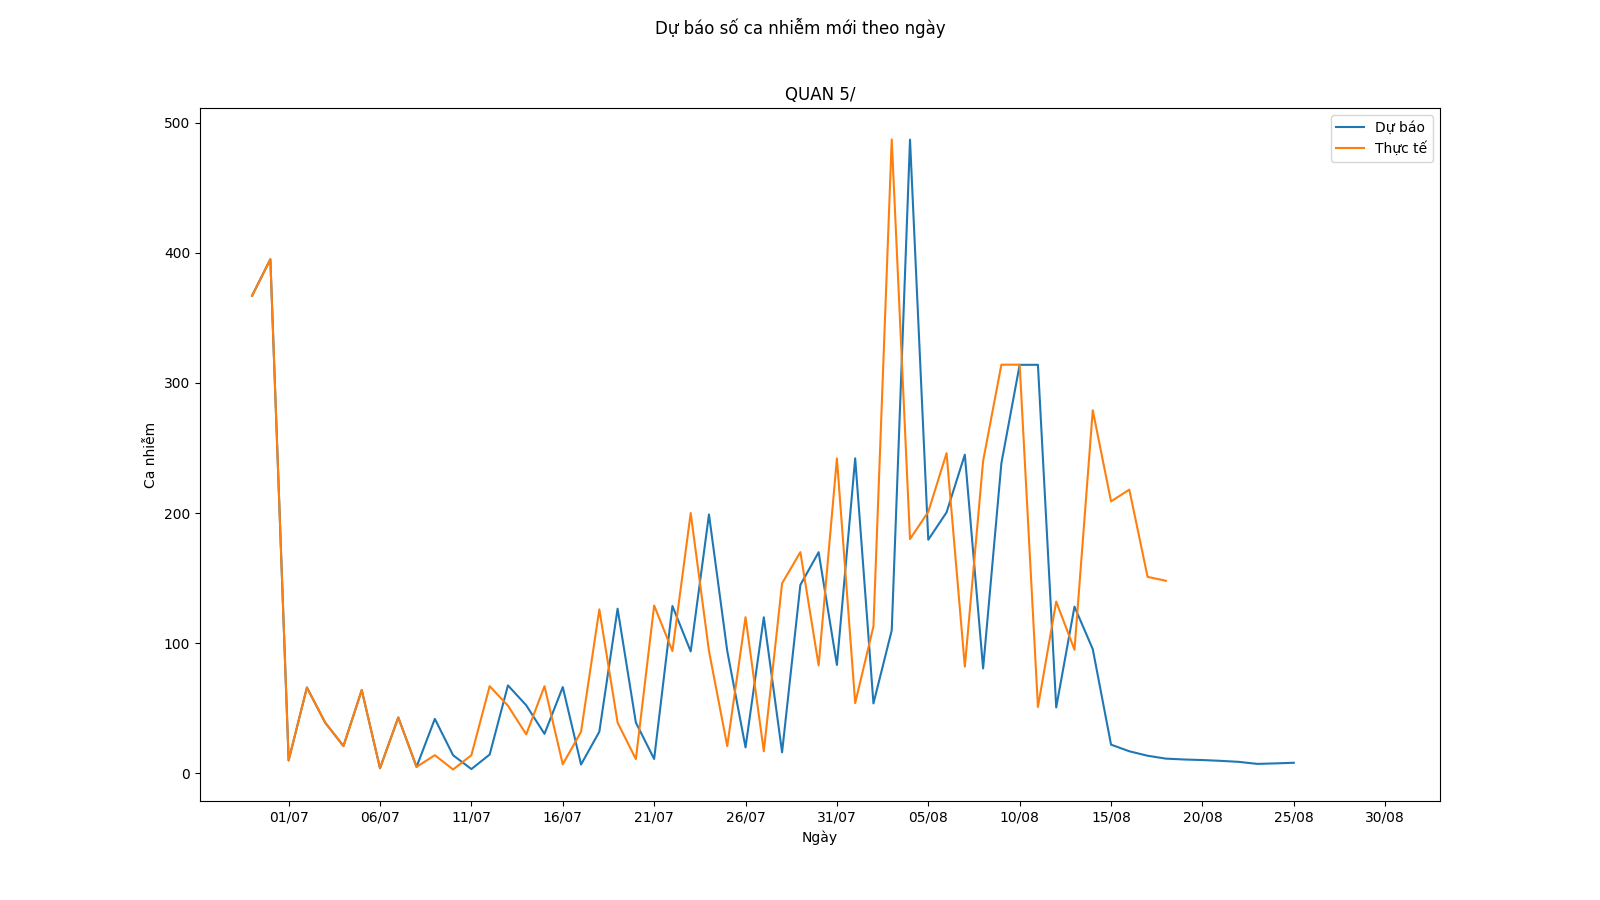 Dự báo số ca nhiễm mới theo ngày
QUAN 5/
Dự báo
Thực tế
Ca nhiễm
500
400
300
200
100
0
01/07 06/07 11/07 16/07 21/07 26/07 31/07 05/08 10/08 15/08 20/08 25/08 30/08
Ngày